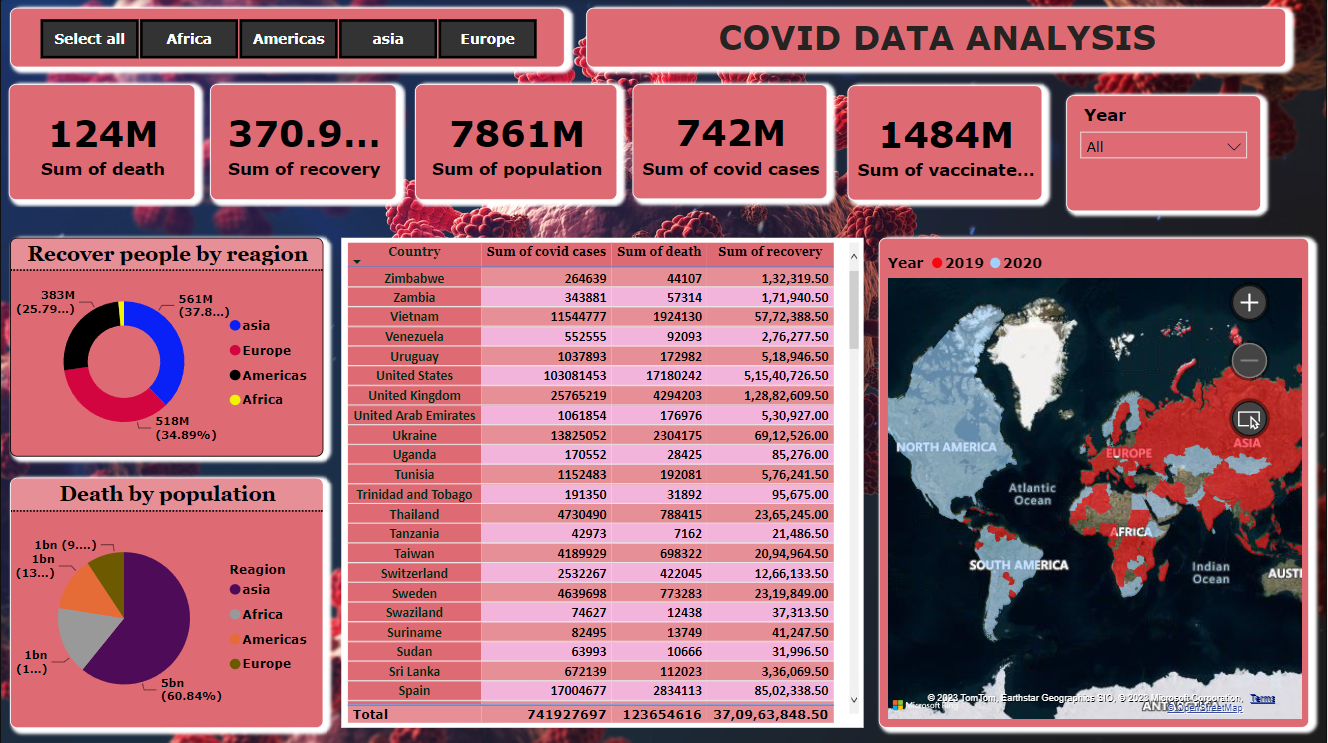 Select all Africa Americas asia Europe
COVID DATA ANALYSIS
124M
Sum of death
370.9...
Sum of recovery
7861M
Sum of population
742M
Sum of covid cases
1484M
Sum of vaccinate...
Year
All
Recover people by reagion
383M
(25.79...)
561M
(37.8...)
518M
(34.89%)
asia
Europe
Americas
Africa
Death by population
1bn (9....)
1bn
(13...)
1bn
(1...)
5bn
(60.84%)
Reagion
asia
Africa
Americas
Europe
Country Sum of covid cases Sum of death Sum of recovery
Zimbabwe 264639 44107 1,32,319.50
Zambia 343881 57314 1,71,940.50
Vietnam 11544777 1924130 57,72,388.50
Venezuela 552555 92093 2,76,277.50
Uruguay 1037893 172982 5,18,946.50
United States 103081453 17180242 5,15,40,726.50
United Kingdom 25765219 4294203 1,28,82,609.50
United Arab Emirates 1061854 176976 5,30,927.00
Ukraine 13825052 2304175 69,12,526.00
Uganda 170552 28425 85,276.00
Tunisia 1152483 192081 5,76,241.50
Trinidad and Tobago 191350 31892 95,675.00
Thailand 4730490 788415 23,65,245.00
Tanzania 42973 7162 21,486.50
Taiwan 4189929 698322 20,94,964.50
Switzerland 2532267 422045 12,66,133.50
Sweden 4639698 773283 23,19,849.00
Swaziland 74627 12438 37,313.50
Suriname 82495 13749 41,247.50
Sudan 63993 10666 31,996.50
Sri Lanka 672139 112023 3,36,069.50
Spain 17004677 2834113 85,02,338.50
Total 741927697 123654616 37,09,63,848.50
Year 2019 2020
NORTH AMERICA
EUROPE
ASIA
Atlantic
Ocean
AFRICA
SOUTH AMERICA
Indian
Ocean
AUSTI
© 2023 TomTom, Earthstar Geographics SIO, © 2023 Microsoft Corporation, Terms
© OpenStreetMap
Microsoft Bing